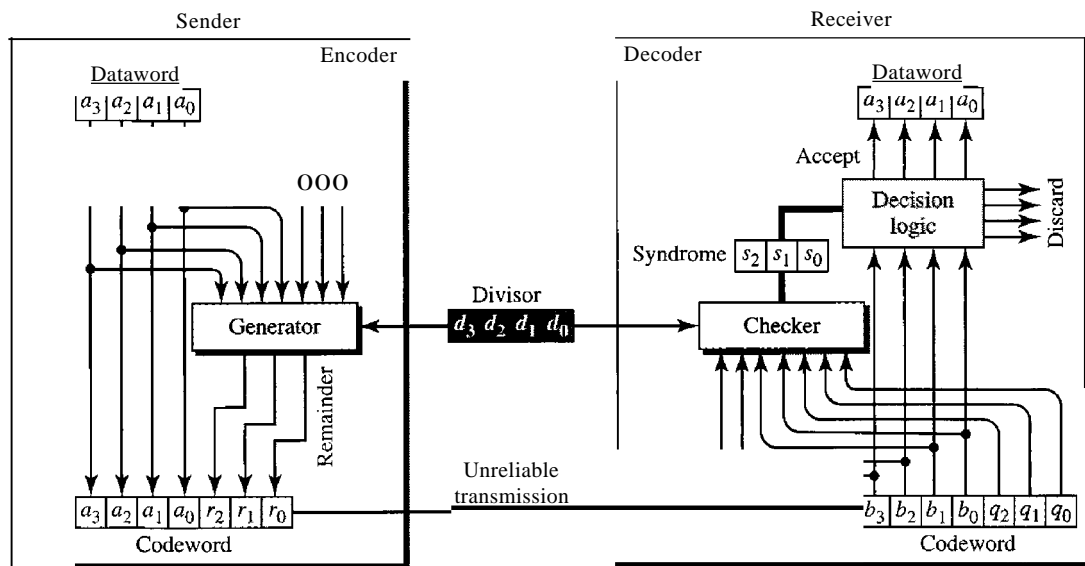 Sender
Receiver
Encoder
Decoder
Dataword
a3 a2 a1 a0
Dataword
a3 a2 a1 a0
Accept
OOO
Decision
logic
Discard
Syndrome s2 s1 s0
Divisor
d3 d2 d1 d0
Generator
Checker
Remainder
Unreliable
transmission
a3 a2 a1 a0 r2 r1 r0
b3 b2 b1 b0 q2 q1 q0
Codeword
Codeword